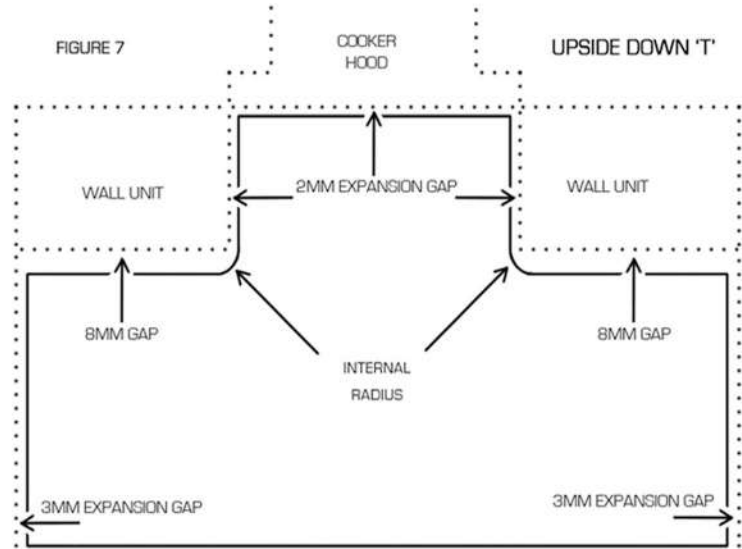 FIGURE 7
COOKER
HOOD
UPSIDE DOWN 'T'
WALL UNIT
2MM EXPANSION GAP
WALL UNIT
8MM GAP
8MM GAP
INTERNAL
RADIUS
3MM EXPANSION GAP
3MM EXPANSION GAP